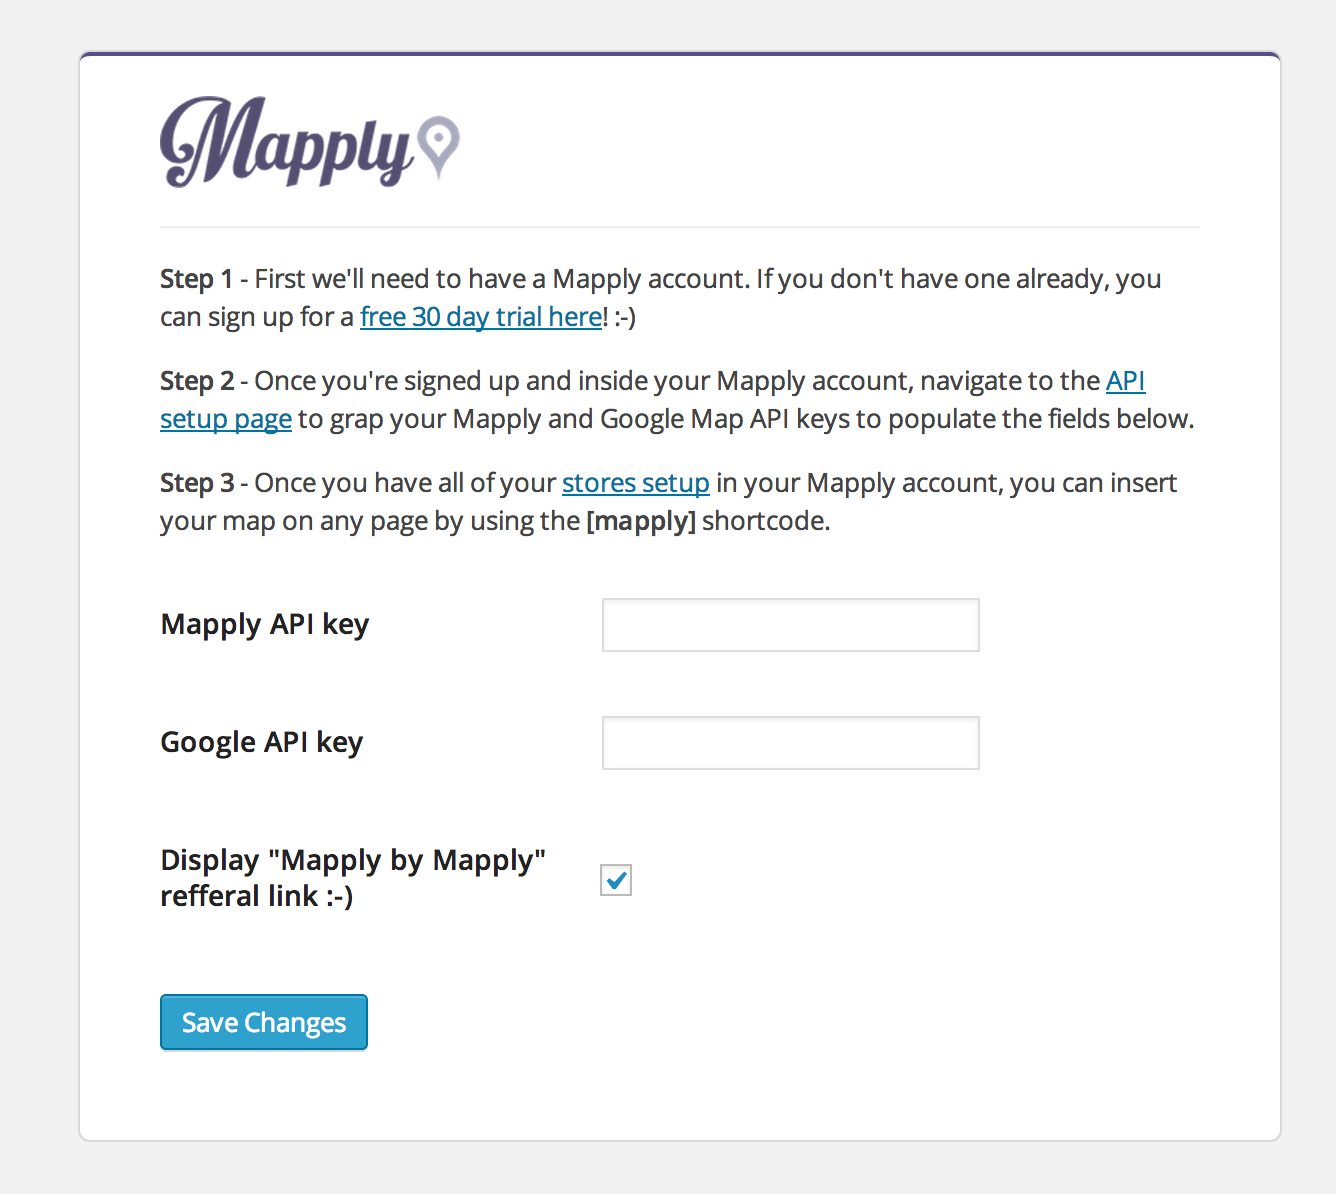 Mapply
Step 1 - First we'll need to have a Mapply account. If you don't have one already, you
can sign up for a free 30 day trial here! :-)
Step 2 - Once you're signed up and inside your Mapply account, navigate to the API
setup page to grap your Mapply and Google Map API keys to populate the fields below.
Step 3 - Once you have all of your stores setup in your Mapply account, you can insert
your map on any page by using the [mapply] shortcode.
Mapply API key
Google API key
Display "Mapply by Mapply"
refferal link :-)
Save Changes